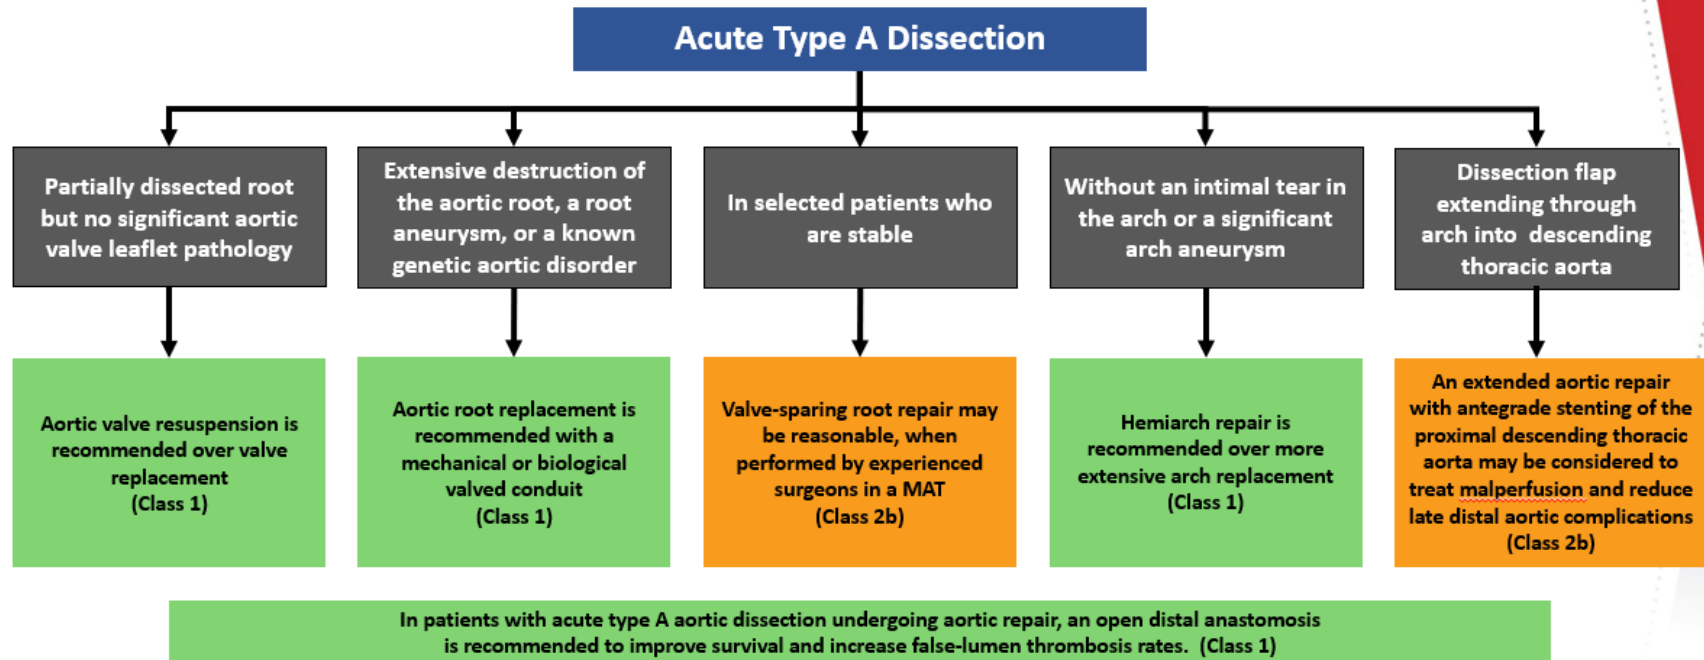 Acute Type A Dissection
Partially dissected root
but no significant aortic
valve leaflet pathology
Extensive destruction of
the aortic root, a root
aneurysm, or a known
genetic aortic disorder
In selected patients who
are stable
Without an intimal tear in
the arch or a significant
arch aneurysm
Dissection flap
extending through
arch into descending
thoracic aorta
Aortic valve resuspension is
recommended over valve
replacement
(Class 1)
Aortic root replacement is
recommended with a
mechanical or biological
valved conduit
(Class 1)
Valve-sparing root repair may
be reasonable, when
performed by experienced
surgeons in a MAT
(Class 2b)
Hemiarch repair is
recommended over more
extensive arch replacement
(Class 1)
An extended aortic repair
with antegrade stenting of the
proximal descending thoracic
aorta may be considered to
treat malperfusion and reduce
late distal aortic complications
(Class 2b)
In patients with acute type A aortic dissection undergoing aortic repair, an open distal anastomosis
is recommended to improve survival and increase false-lumen thrombosis rates. (Class 1)